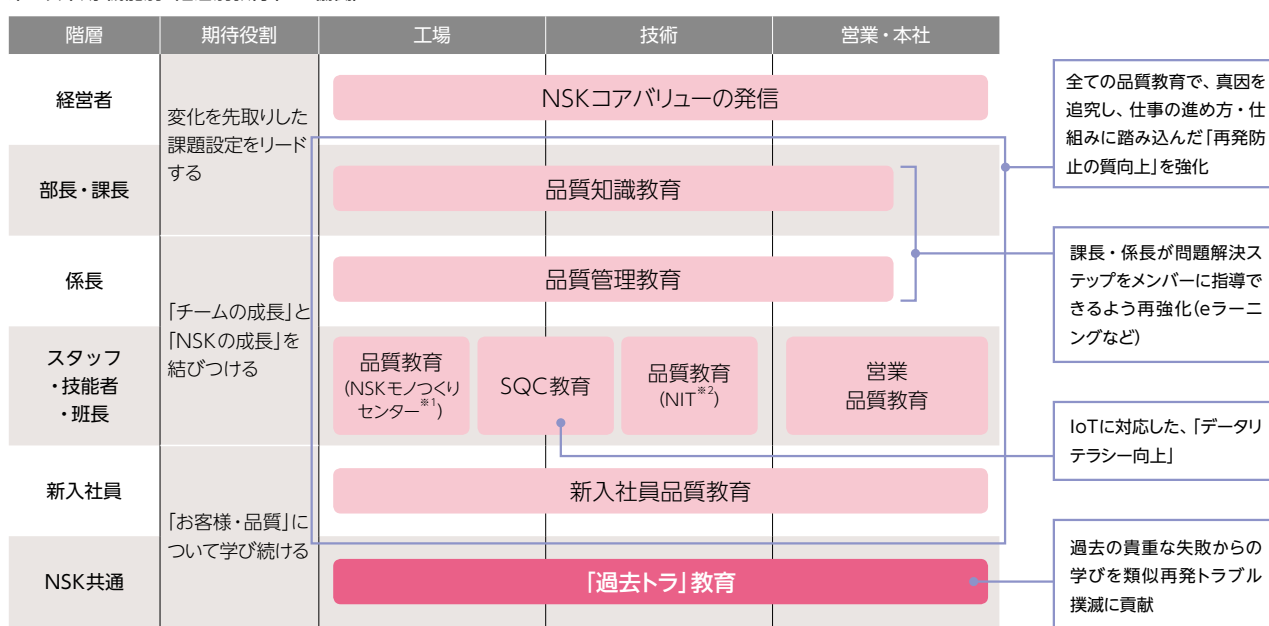 階層
期待役割
工場
技術
営業・本社
経営者
変化を先取りした
課題設定をリード
する
NSKコアバリューの発信
部長・課長
品質知識教育
係長
「チームの成長」と
「NSKの成長」を
結びつける
品質管理教育
スタッフ
・技能者
・班長
品質教育
(NSKモノつくり
センター※1)
SQC教育
品質教育
(NIT※2)
営業
品質教育
新入社員
「お客様・品質」に
ついて学び続ける
新入社員品質教育
NSK共通
「過去トラ」教育
全ての品質教育で、真因を
追究し、仕事の進め方・仕
組みに踏み込んだ「再発防
止の質向上」を強化
課長・係長が問題解決ス
テップをメンバーに指導で
きるよう再強化(eラーニ
ングなど)
IoTに対応した、「データリ
テラシー向上」
過去の貴重な失敗からの
学びを類似再発トラブル
撲滅に貢献